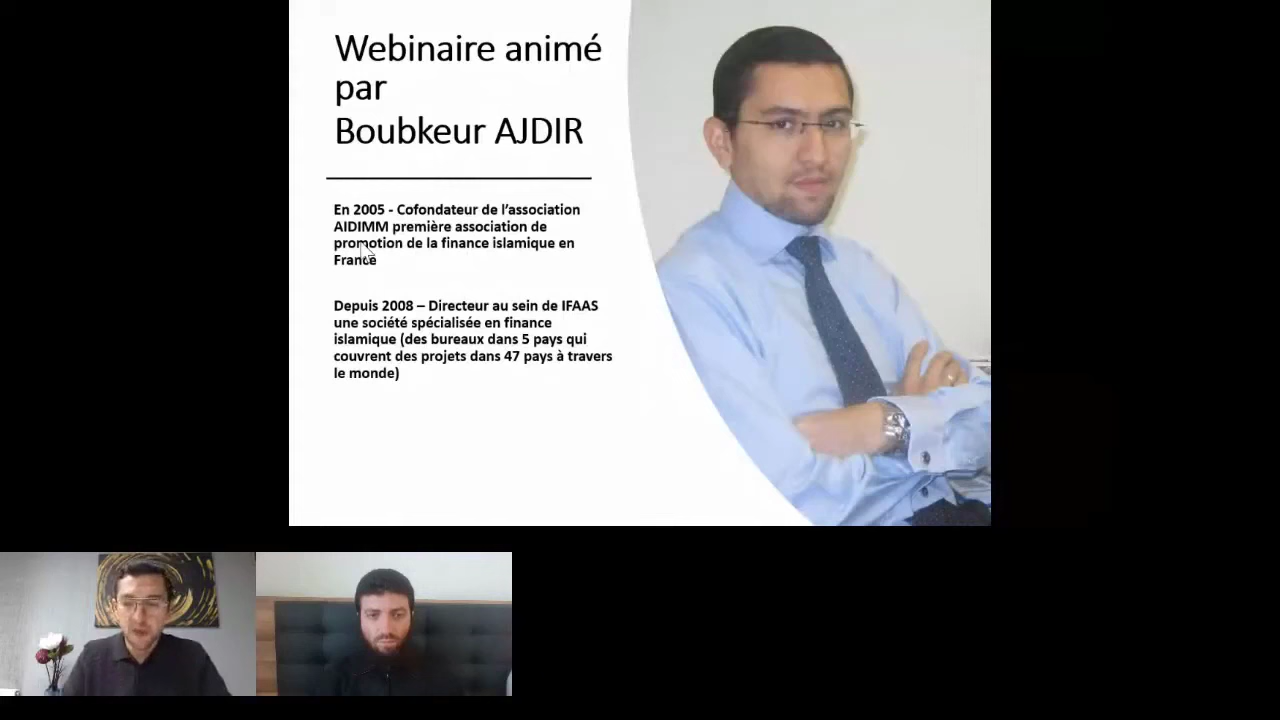 Webinaire animé
par
Boubkeur AJDIR
En 2005 - Cofondateur de l'association
AIDIMM première association de
promotion de la finance islamique en
France
Depuis 2008 – Directeur au sein de IFAAS
une société spécialisée en finance
islamique (des bureaux dans 5 pays qui
couvrent des projets dans 47 pays à travers
le monde)